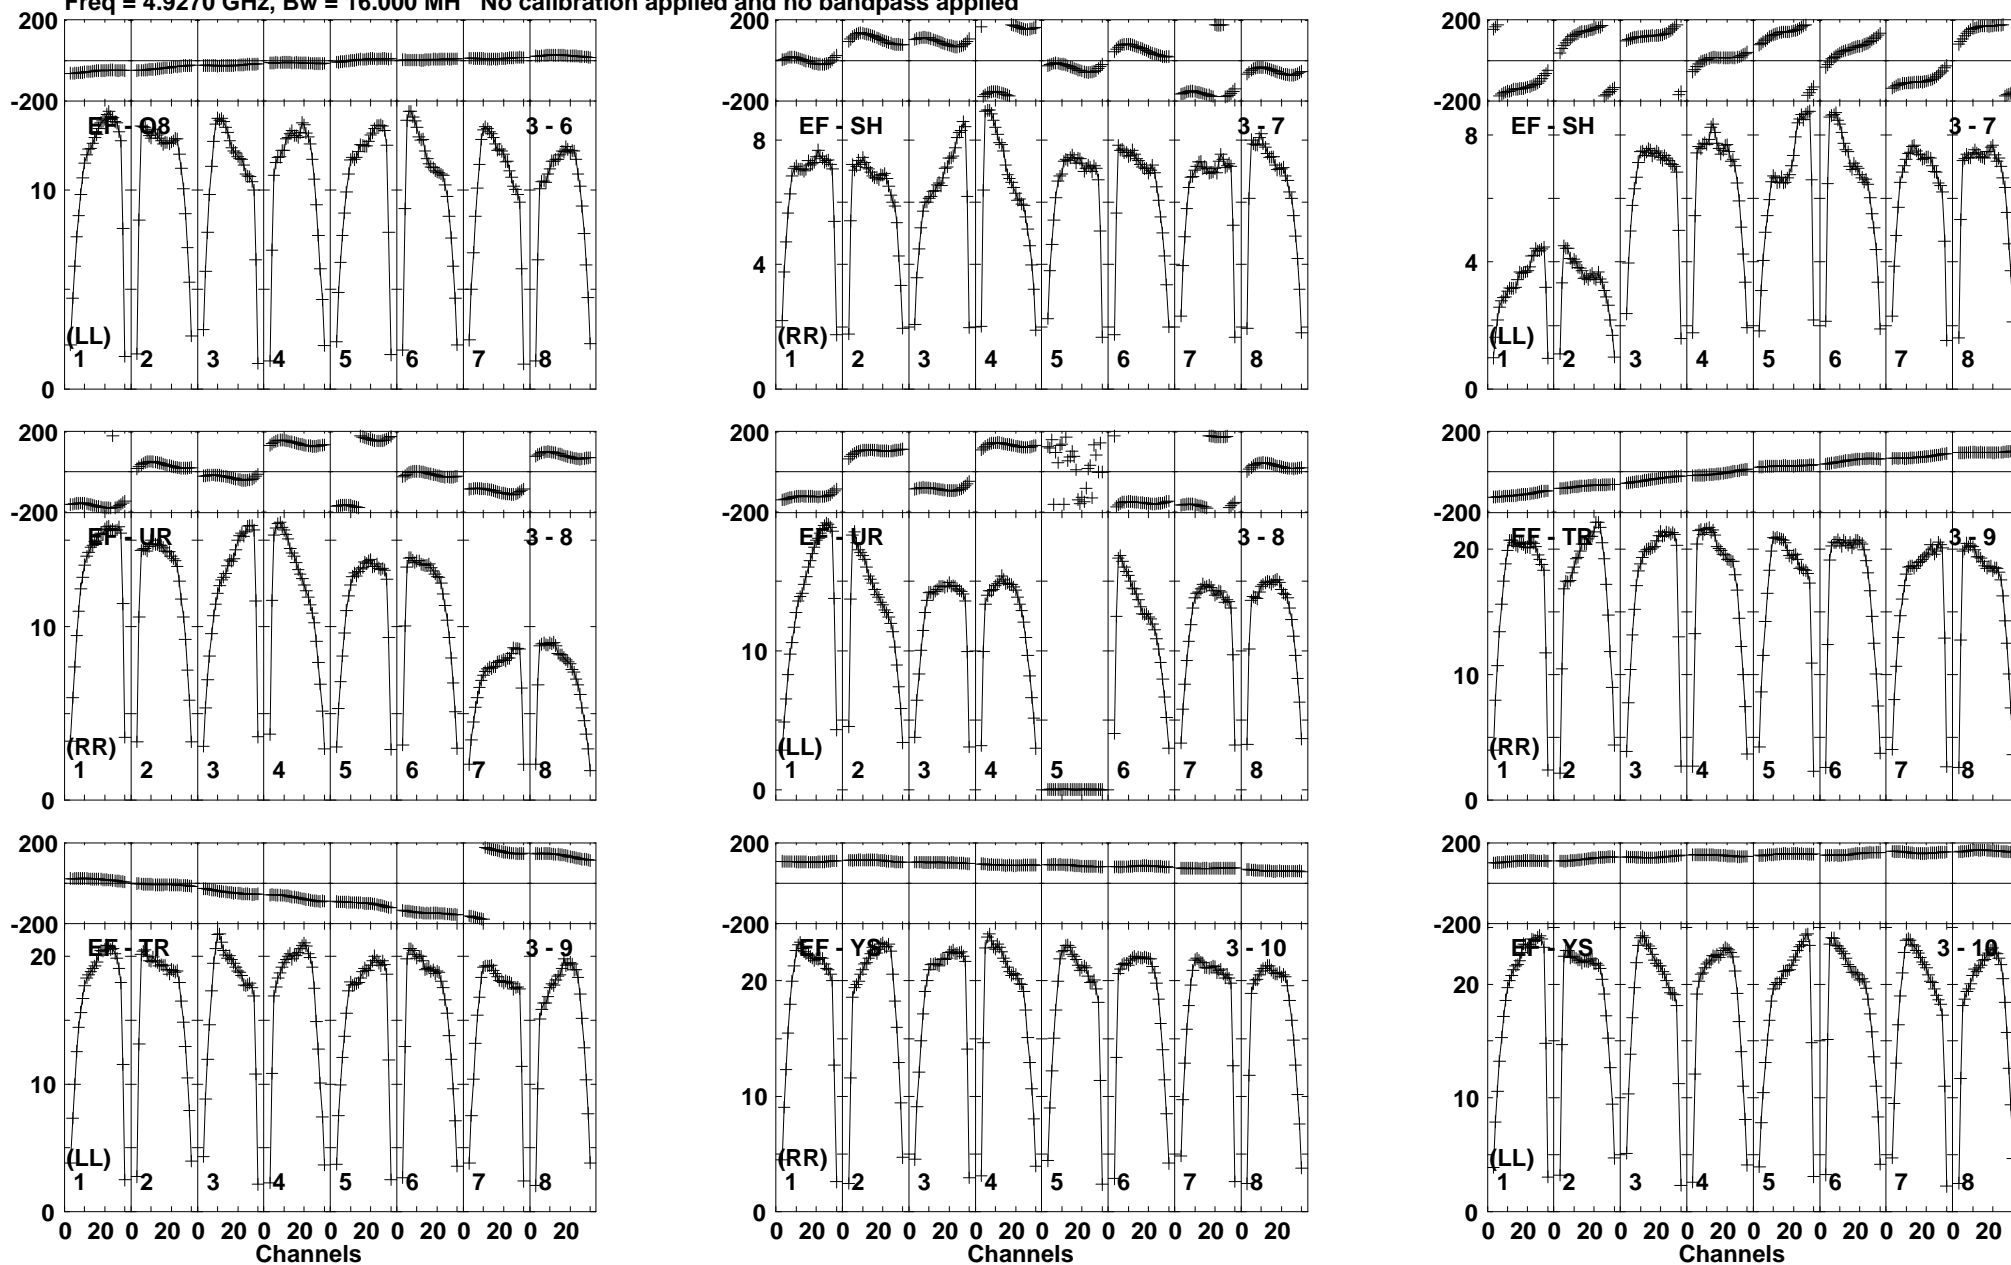 Freq = 4.9270 GHz, Bw = 16.000 MH No calibration applied and no bandpass applied
200 200 200
-200 -200 -200
EF - O8 3 - 6 EF - SH 3 - 7 EF - SH 3 - 7
8 8
10
4 4
(LL) (RR) (LL)
1 2 3 4 5 6 7 8 1 2 3 4 5 6 7 8 1 2 3 4 5 6 7 8
0 0 0
200 200 200
-200 -200 -200
EF - UR 3 - 8 EF - UR 3 - 8 EF - TR 3 - 9
20
10 10 10
(RR) (LL) (RR)
1 2 3 4 5 6 7 8 1 2 3 4 5 6 7 8 1 2 3 4 5 6 7 8
0 0 0
200 200 200
-200 -200 -200
EF - TR 3 - 9 EF - YS 3 - 10 EF - YS 3 - 10
20 20 20
10 10 10
(LL) (RR) (LL)
1 2 3 4 5 6 7 8 1 2 3 4 5 6 7 8 1 2 3 4 5 6 7 8
0 0 0
0 20 0 20 0 20 0 20 0 20 0 20 0 20 0 20 0 20 0 20 0 20 0 20 0 20 0 20 0 20 0 20 0 20 0 20 0 20 0 20 0 20 0 20 0 20 0 20
Channels Channels Channels